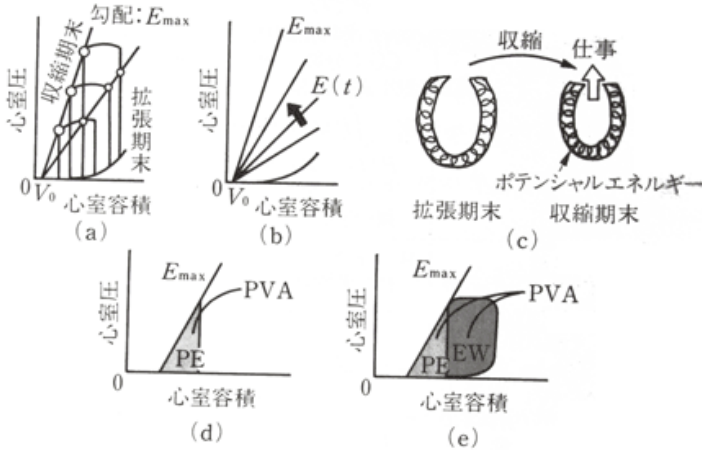 勾配：Emax
収縮期末
拡張期末
心室圧
0
V0
心室容積
(a)
Emax
E(t)
心室圧
0
V0
心室容積
(b)
収縮
仕事
ポテンシャルエネルギー
拡張期末
収縮期末
(c)
Emax
PVA
PE
心室圧
0
心室容積
(d)
Emax
PVA
PE
EW
心室圧
0
心室容積
(e)